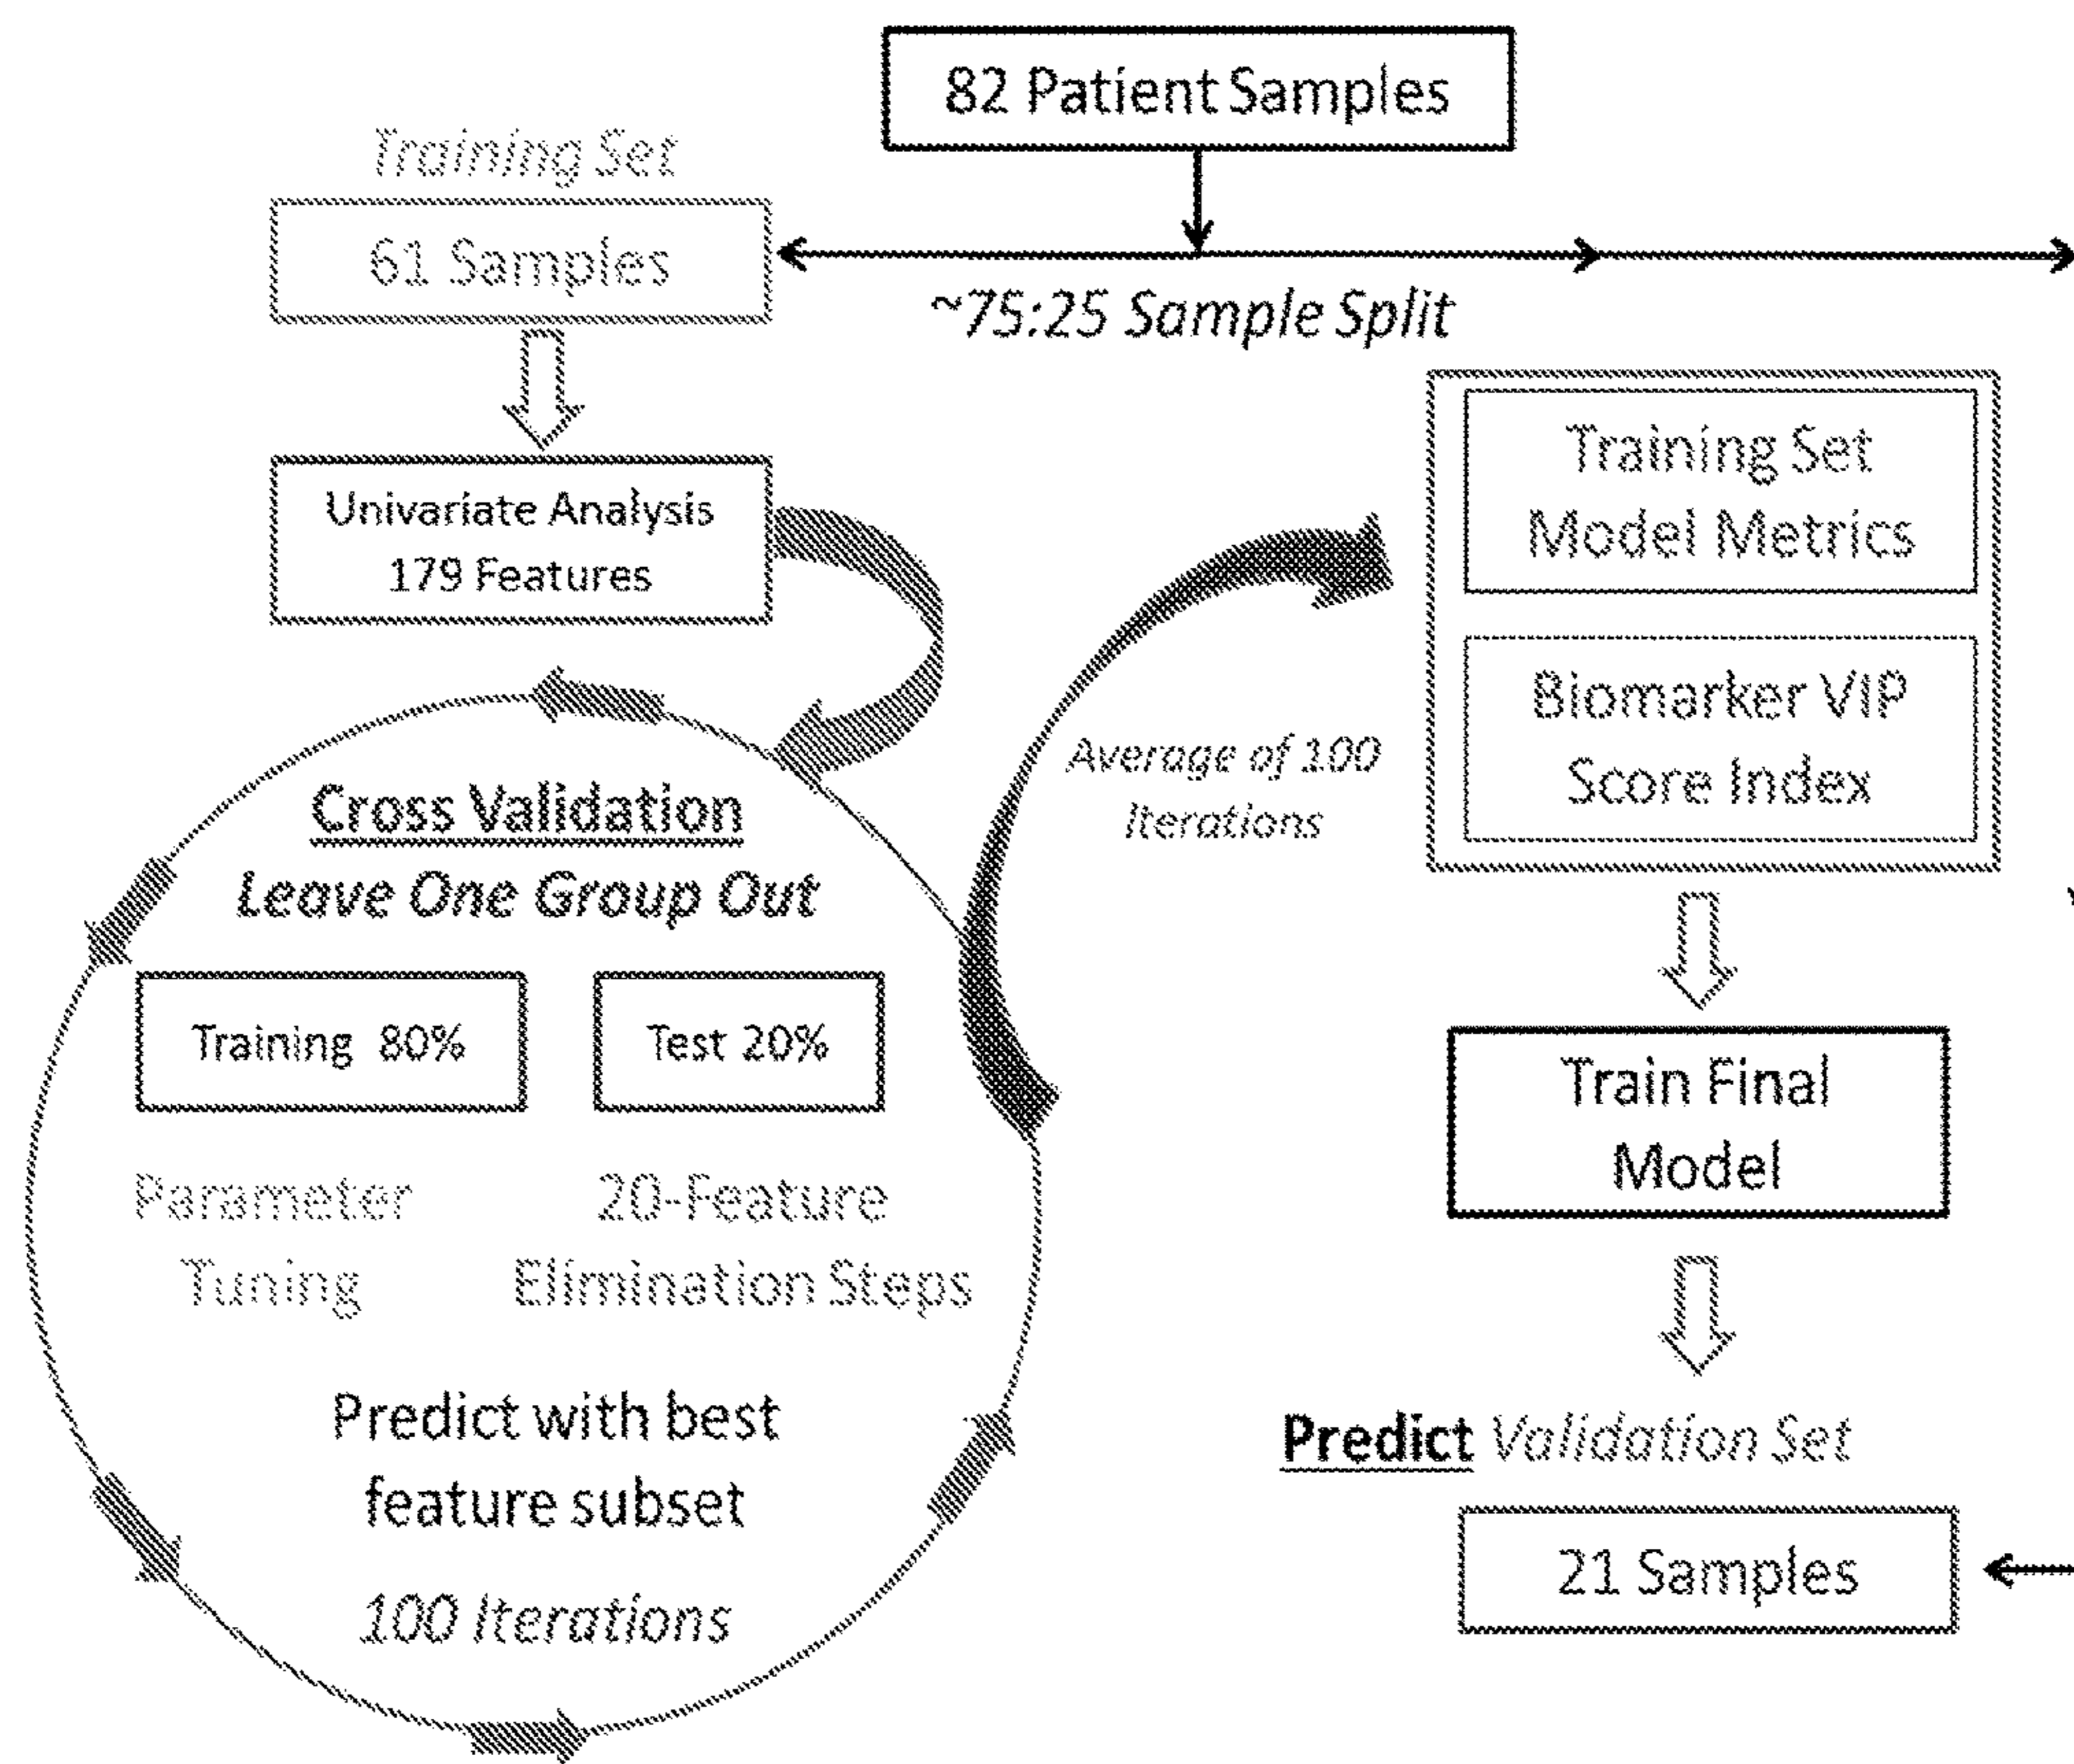 82 Patient Samples
Training Set
61 Samples
~75:25 Sample Split
Univariate Analysis
179 Features
Cross Validation
Leave One Group Out
Training 80%
Test 20%
Parameter
Tuning
20-Feature
Elimination Steps
Predict with best
feature subset
100 Iterations
Average of 100
Iterations
Training Set
Model Metrics
Biomarker VIP
Score Index
Train Final
Model
Predict Validation Set
21 Samples